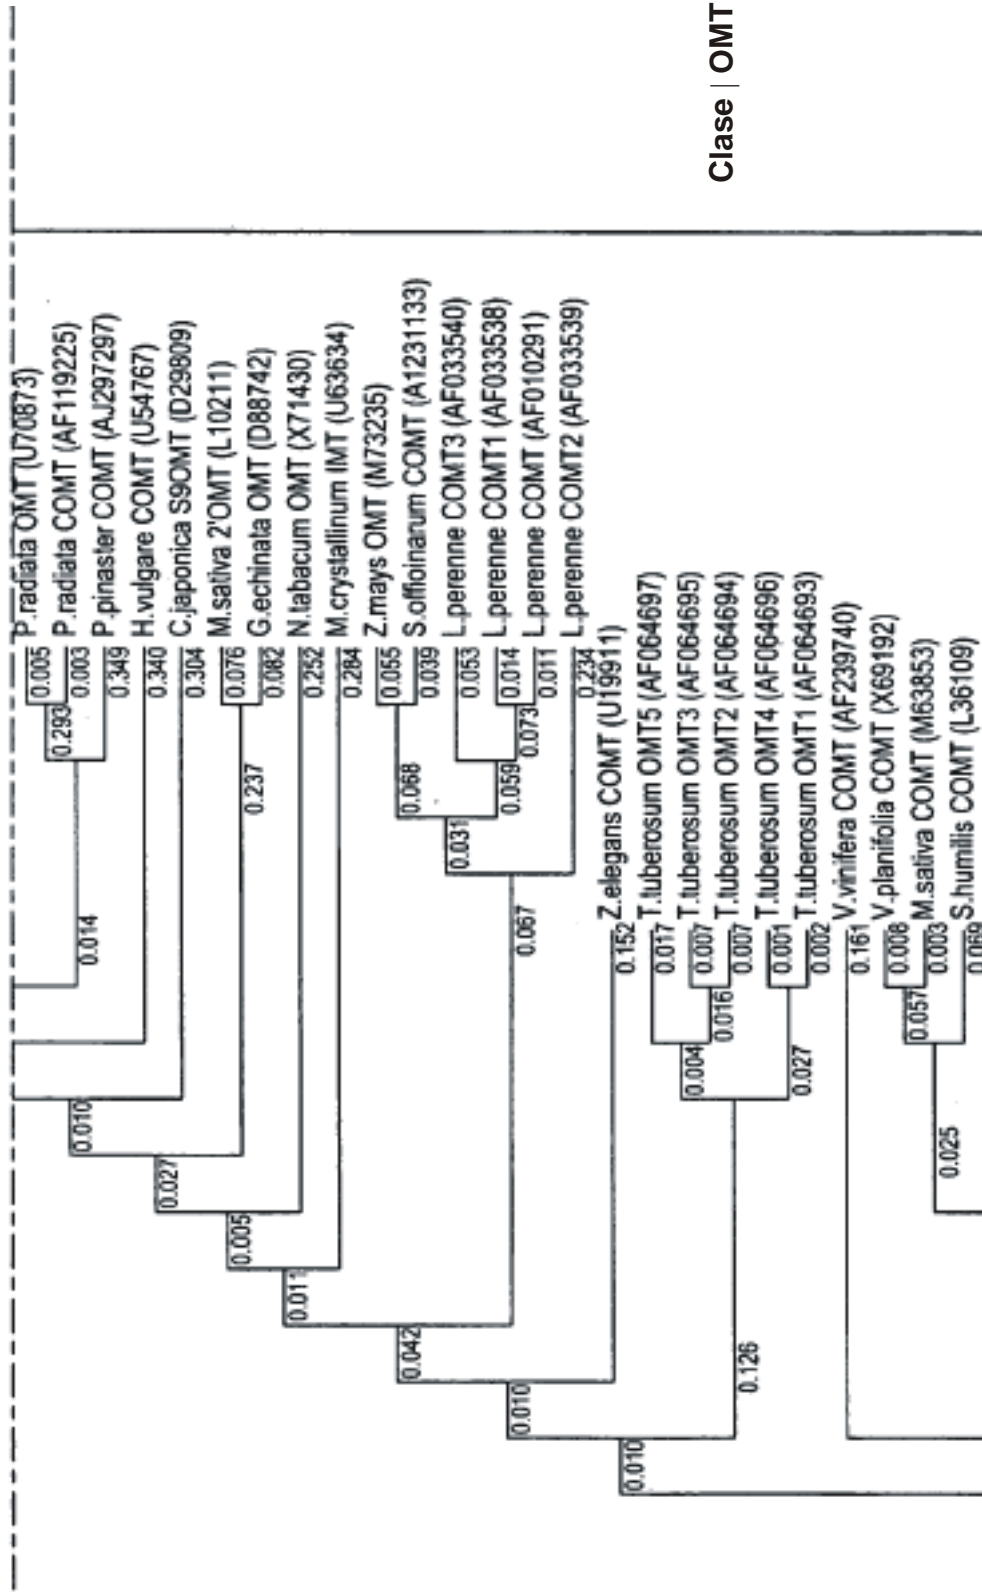 P.radiata OMT (U70873)
0.005
P.radiata COMT (AF119225)
0.293
0.003
P.pinaster COMT (AJ297297)
0.014
0.349
H.vulgare COMT (U54767)
0.340
C.japonica S9OMT (D29809)
0.010
0.304
M.sativa 2'OMT (L10211)
0.076
G.echinata OMT (D88742)
0.237
0.082
0.027
N.tabacum OMT (X71430)
0.252
0.005
M.crystallinum IMT (U63634)
0.284
0.011
Z.mays OMT (M73235)
0.055
S.offioinarum COMT (A1231133)
0.068
0.039
0.031
L.perenne COMT3 (AF033540)
0.053
L.perenne COMT1 (AF033538)
0.059
0.014
L.perenne COMT (AF010291)
0.073
0.011
0.067
L.perenne COMT2 (AF033539)
0.234
0.042
Z.elegans COMT (U19911)
0.152
0.010
T.tuberosum OMT5 (AF064697)
0.017
T.tuberosum OMT3 (AF064695)
0.004
0.007
T.tuberosum OMT2 (AF064694)
0.016
0.007
0.126
T.tuberosum OMT4 (AF064696)
0.001
T.tuberosum OMT1 (AF064693)
0.027
0.002
0.010
V.vinifera COMT (AF239740)
0.161
V.planifolia COMT (X69192)
0.008
M.sativa COMT (M63853)
0.057
0.003
S.humilis COMT (L36109)
0.025
0.069
Clase | OMT